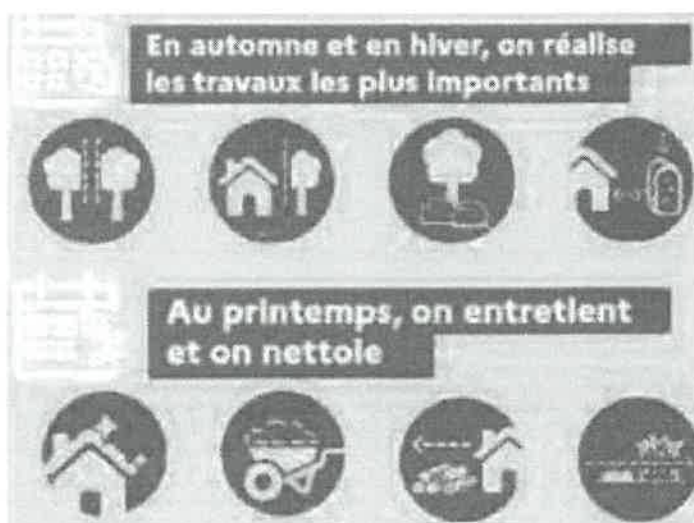 En automne et en hiver, on réalise
les travaux les plus importants
Au printemps, on entretient
et on nettoie